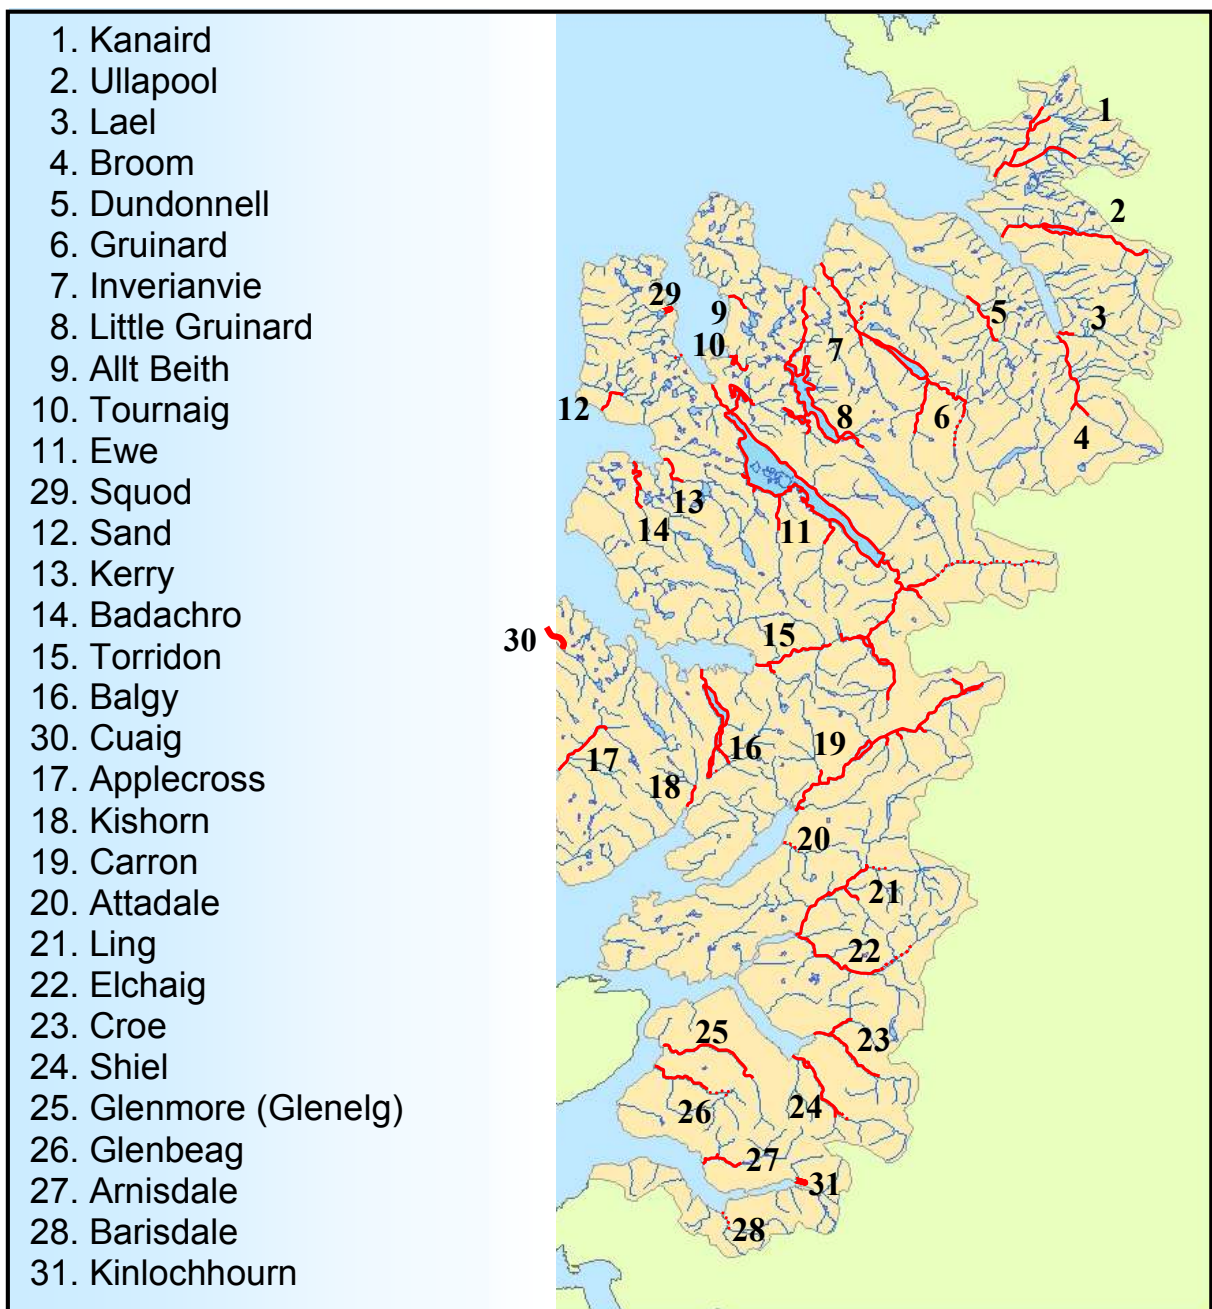 1. Kanaird
2. Ullapool
3. Lael
4. Broom
5. Dundonnell
6. Gruinard
7. Inverianvie
8. Little Gruinard
9. Allt Beith
10. Tournaig
11. Ewe
29. Squod
12. Sand
13. Kerry
14. Badachro
15. Torridon
16. Balgy
30. Cuaig
17. Applecross
18. Kishorn
19. Carron
20. Attadale
21. Ling
22. Elchaig
23. Croe
24. Shiel
25. Glenmore (Glenelg)
26. Glenbeag
27. Arnisdale
28. Barisdale
31. Kinlochhourn
1
2
29
9
5
3
10
7
12
8
6
4
13
14
11
30
15
16
19
17
18
20
21
22
25
23
26
24
27
31
28